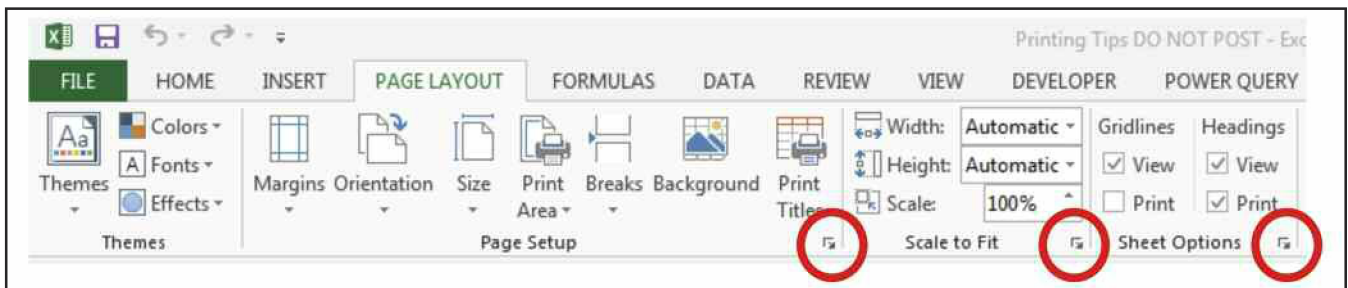 Printing Tips DO NOT POST - Exc
FILE HOME INSERT PAGE LAYOUT FORMULAS DATA REVIEW VIEW DEVELOPER POWER QUERY
Aa Colors Width: Automatic Gridlines Headings
A Fonts Height: Automatic View View
Themes Effects Margins Orientation Size Print Area Breaks Background Print Titles Scale: 100% Print Print
Themes Page Setup Scale to Fit Sheet Options